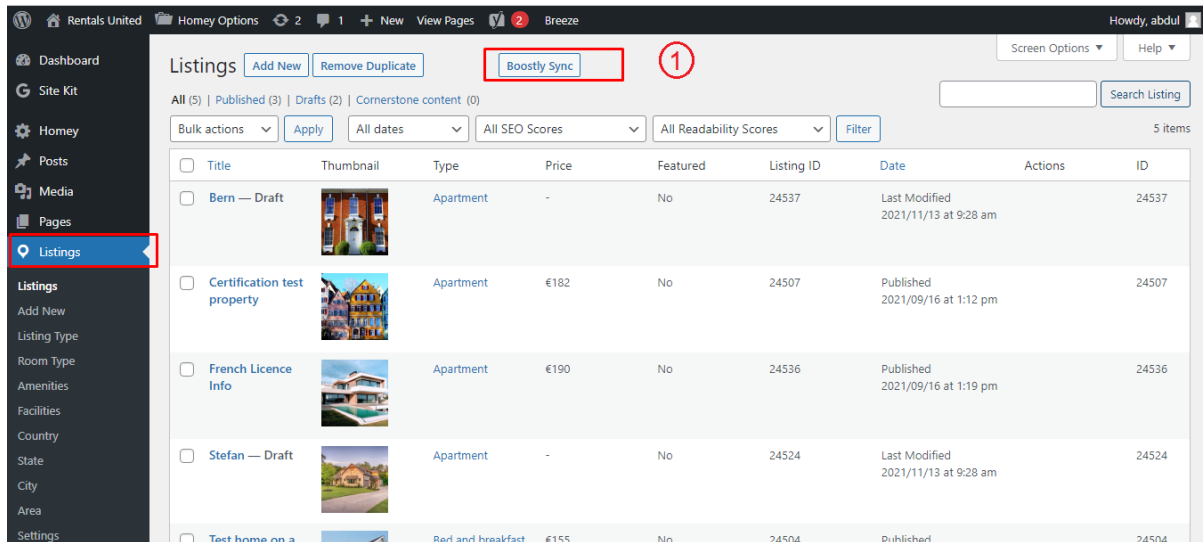 Rentals United Homey Options 2 1 + New View Pages 2 Breeze Howdy, abdul
Screen Options ▼ Help ▼
Dashboard
Site Kit
Homey
Posts
Media
Pages
Listings
Listings
Add New
Listing Type
Room Type
Amenities
Facilities
Country
State
City
Area
Settings
Listings Add New Remove Duplicate Boostly Sync 1
All (5) | Published (3) | Drafts (2) | Cornerstone content (0)
Search Listing
Bulk actions Apply All dates All SEO Scores All Readability Scores Filter 5 items
Title Thumbnail Type Price Featured Listing ID Date Actions ID
Bern — Draft Apartment - No 24537 Last Modified 24537
2021/11/13 at 9:28 am
Certification test Apartment €182 No 24507 Published 24507
property 2021/09/16 at 1:12 pm
French Licence Apartment €190 No 24536 Published 24536
Info 2021/09/16 at 1:19 pm
Stefan — Draft Apartment - No 24524 Last Modified 24524
2021/11/13 at 9:28 am
Test home on a Bed and breakfast €155 No 24504 Published 24504